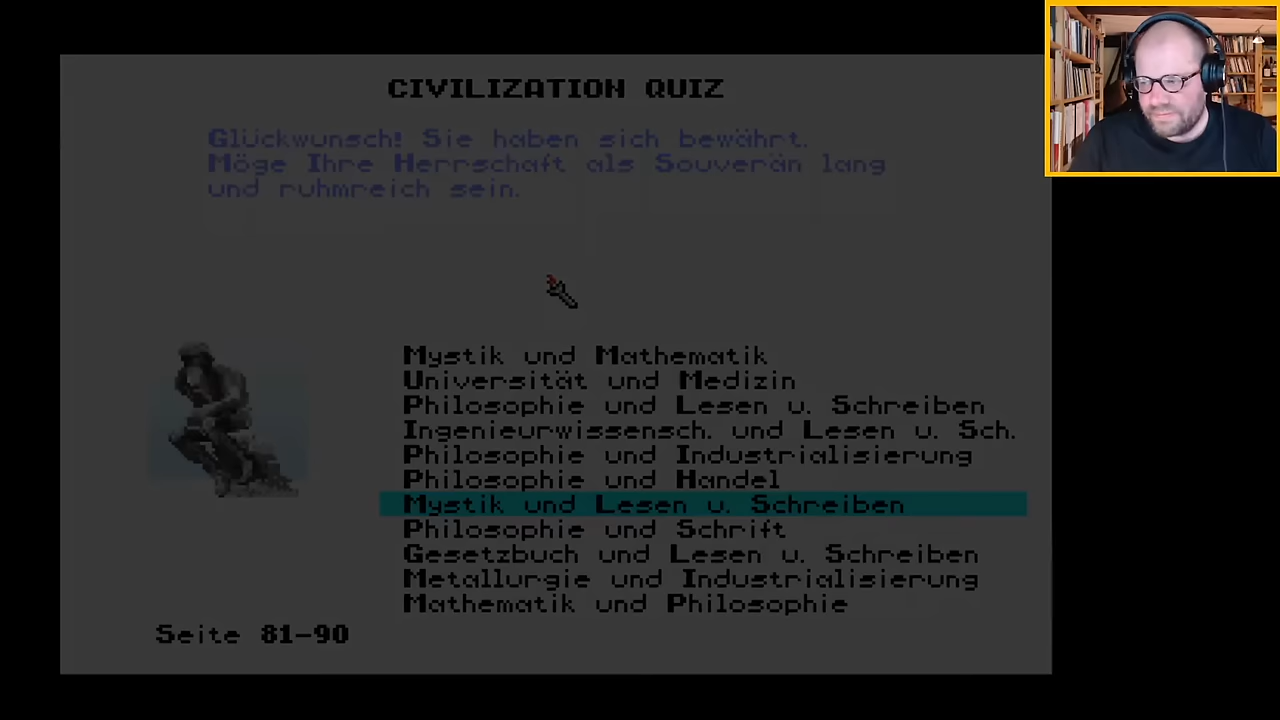 CIVILIZATION QUIZ
Glückwunsch! Sie haben sich bewährt.
Möge Ihre Herrschaft als Souverän lang
und ruhmreich sein.
Mystik und Mathematik
Universität und Medizin
Philosophie und Lesen u. Schreiben
Ingenieurwissensch. und Lesen u. Sch.
Philosophie und Industrialisierung
Philosophie und Handel
Mystik und Lesen u. Schreiben
Philosophie und Schrift
Gesetzbuch und Lesen u. Schreiben
Metallurgie und Industrialisierung
Mathematik und Philosophie
Seite 81-90